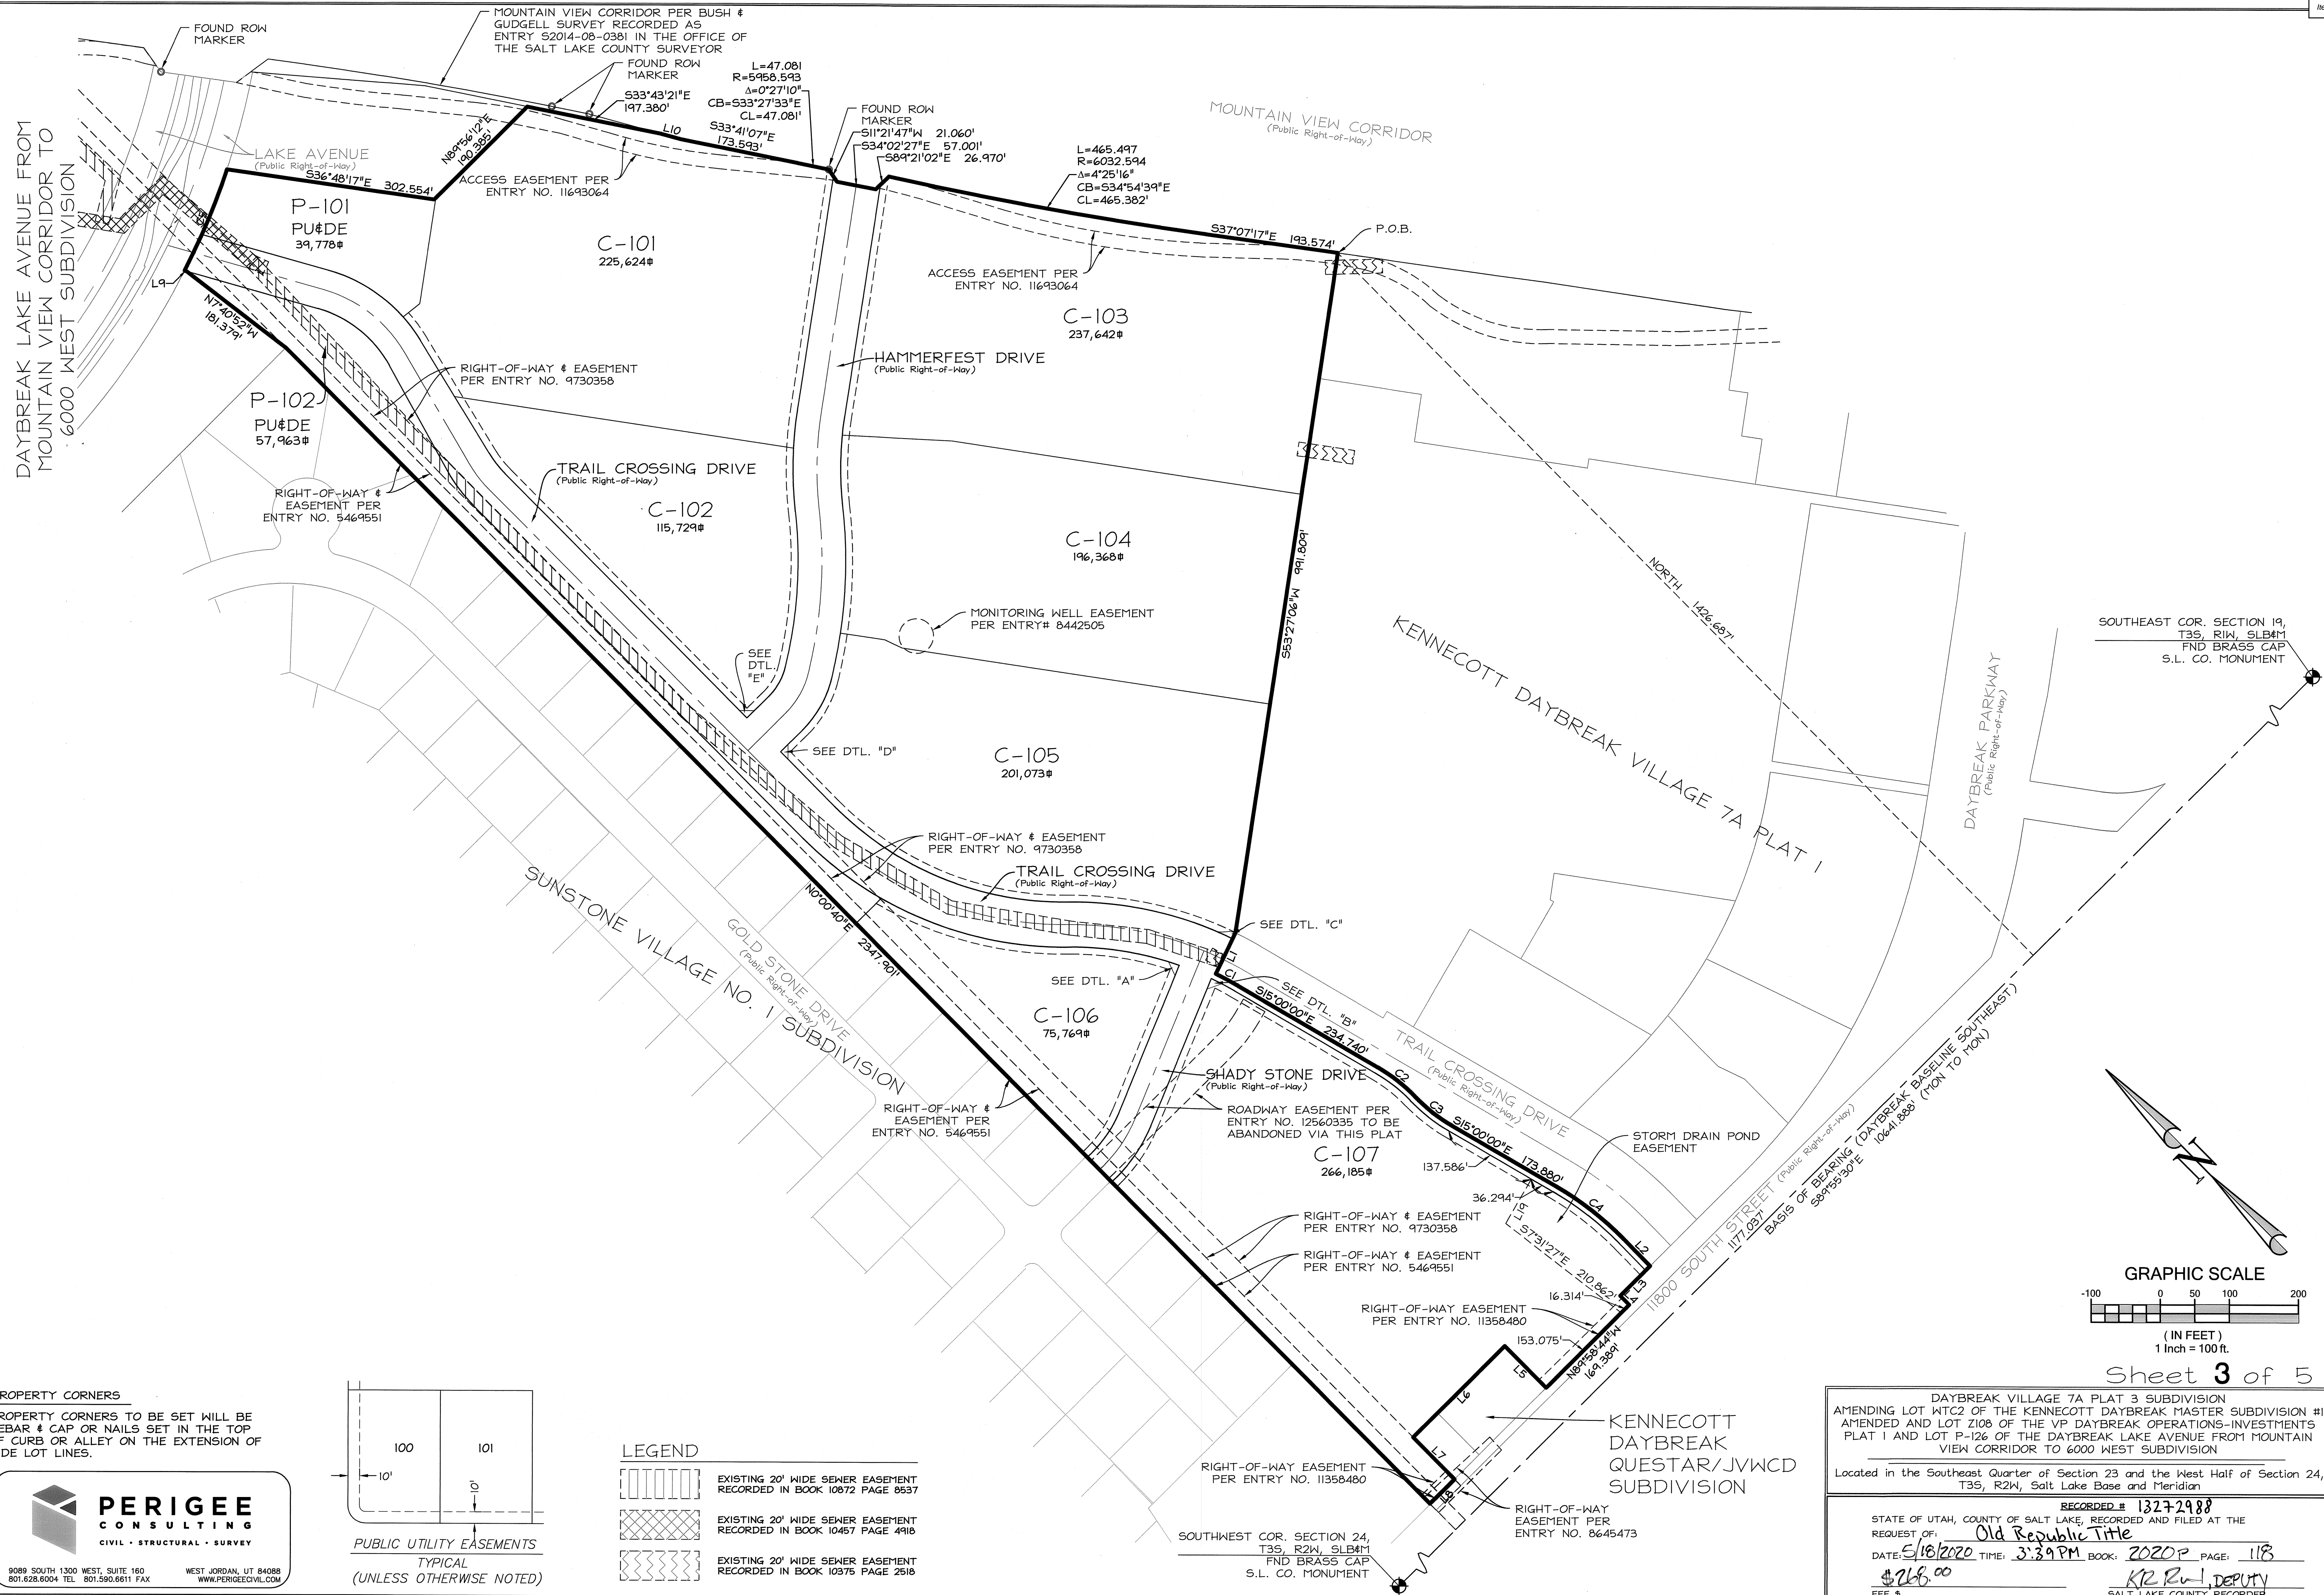 DAYBREAK LAKE AVENUE FROM
MOUNTAIN VIEW CORRIDOR TO
6000 WEST SUBDIVISION
FOUND ROW
MARKER
MOUNTAIN VIEW CORRIDOR PER BUSH &
GUDGELL SURVEY RECORDED AS
ENTRY S2014-08-0381 IN THE OFFICE OF
THE SALT LAKE COUNTY SURVEYOR
FOUND ROW
MARKER
S33°43'21"E
197.380'
L=47.081
R=5958.593
Δ=0°27'10"
CB=S33°27'33"E
CL=47.081'
L10
S33°41'07"E
173.593'
FOUND ROW
MARKER
S11°21'47"W 21.060'
S34°02'27"E 57.001'
S89°21'02"E 26.970'
MOUNTAIN VIEW CORRIDOR
(Public Right-of-Way)
L=465.497
R=6032.594
Δ=4°25'16"
CB=S34°54'39"E
CL=465.382'
S37°07'17"E 193.574'
P.O.B.
LAKE AVENUE
(Public Right-of-Way)
S36°48'17"E 302.554'
N89°56'12"E
190.385'
ACCESS EASEMENT PER
ENTRY NO. 11693064
P-101
PU&DE
39,778⌗
C-101
225,624⌗
ACCESS EASEMENT PER
ENTRY NO. 11693064
C-103
237,642⌗
L9
N7°40'52"W
181.379'
HAMMERFEST DRIVE
(Public Right-of-Way)
RIGHT-OF-WAY & EASEMENT
PER ENTRY NO. 9730358
P-102
PU&DE
57,963⌗
TRAIL CROSSING DRIVE
(Public Right-of-Way)
RIGHT-OF-WAY &
EASEMENT PER
ENTRY NO. 5469551
C-102
115,729⌗
C-104
196,368⌗
S53°27'06"W 991.809'
NORTH 1426.687'
MONITORING WELL EASEMENT
PER ENTRY# 8442505
KENNECOTT DAYBREAK VILLAGE 7A PLAT 1
SOUTHEAST COR. SECTION 19,
T3S, R1W, SLB&M
FND BRASS CAP
S.L. CO. MONUMENT
DAYBREAK PARKWAY
(Public Right-of-Way)
SEE
DTL.
"E"
SEE DTL. "D"
C-105
201,073⌗
RIGHT-OF-WAY & EASEMENT
PER ENTRY NO. 9730358
TRAIL CROSSING DRIVE
(Public Right-of-Way)
N0°00'40"E 2347.901'
SUNSTONE VILLAGE NO. 1 SUBDIVISION
GOLD STONE DRIVE
(Public Right-of-Way)
SEE DTL. "C"
L1
C1
SEE DTL. "A"
SEE DTL. "B"
S15°00'00"E 234.740'
C-106
75,769⌗
TRAIL CROSSING DRIVE
(Public Right-of-Way)
C2
SHADY STONE DRIVE
(Public Right-of-Way)
C3
S15°00'00"E 173.880'
RIGHT-OF-WAY &
EASEMENT PER
ENTRY NO. 5469551
ROADWAY EASEMENT PER
ENTRY NO. 12560335 TO BE
ABANDONED VIA THIS PLAT
C-107
266,185⌗
137.586'
STORM DRAIN POND
EASEMENT
36.294'
L19
C4
S7°31'27"E 210.862'
L2
L3
L4
16.314'
11800 SOUTH STREET (Public Right-of-Way)
1177.037'
BASIS OF BEARING (DAYBREAK BASELINE SOUTHEAST)
S89°55'30"E 10641.888' (MON TO MON)
RIGHT-OF-WAY & EASEMENT
PER ENTRY NO. 9730358
RIGHT-OF-WAY & EASEMENT
PER ENTRY NO. 5469551
RIGHT-OF-WAY EASEMENT
PER ENTRY NO. 11358480
153.075'
N89°58'44"W
169.389'
L5
L6
L7
L8
KENNECOTT
DAYBREAK
QUESTAR/JVWCD
SUBDIVISION
RIGHT-OF-WAY EASEMENT
PER ENTRY NO. 11358480
RIGHT-OF-WAY
EASEMENT PER
ENTRY NO. 8645473
SOUTHWEST COR. SECTION 24,
T3S, R2W, SLB&M
FND BRASS CAP
S.L. CO. MONUMENT
N
GRAPHIC SCALE
-100 0 50 100 200
( IN FEET )
1 Inch = 100 ft.
Sheet 3 of 5
ROPERTY CORNERS
ROPERTY CORNERS TO BE SET WILL BE
EBAR & CAP OR NAILS SET IN THE TOP
F CURB OR ALLEY ON THE EXTENSION OF
DE LOT LINES.
PERIGEE
CONSULTING
CIVIL • STRUCTURAL • SURVEY
9089 SOUTH 1300 WEST, SUITE 160 WEST JORDAN, UT 84088
801.628.6004 TEL 801.590.6611 FAX WWW.PERIGEECIVIL.COM
100 101
10'
10'
PUBLIC UTILITY EASEMENTS
TYPICAL
(UNLESS OTHERWISE NOTED)
LEGEND
EXISTING 20' WIDE SEWER EASEMENT
RECORDED IN BOOK 10872 PAGE 8537
EXISTING 20' WIDE SEWER EASEMENT
RECORDED IN BOOK 10457 PAGE 4918
EXISTING 20' WIDE SEWER EASEMENT
RECORDED IN BOOK 10375 PAGE 2518
DAYBREAK VILLAGE 7A PLAT 3 SUBDIVISION
AMENDING LOT WTC2 OF THE KENNECOTT DAYBREAK MASTER SUBDIVISION #1
AMENDED AND LOT Z108 OF THE VP DAYBREAK OPERATIONS-INVESTMENTS
PLAT 1 AND LOT P-126 OF THE DAYBREAK LAKE AVENUE FROM MOUNTAIN
VIEW CORRIDOR TO 6000 WEST SUBDIVISION
Located in the Southeast Quarter of Section 23 and the West Half of Section 24,
T3S, R2W, Salt Lake Base and Meridian
RECORDED # 13272988
STATE OF UTAH, COUNTY OF SALT LAKE, RECORDED AND FILED AT THE
REQUEST OF: Old Republic Title
DATE: 5/18/2020 TIME: 3:39 PM BOOK: 2020P PAGE: 118
$268.00 , DEPUTY
FEE $ SALT LAKE COUNTY RECORDER